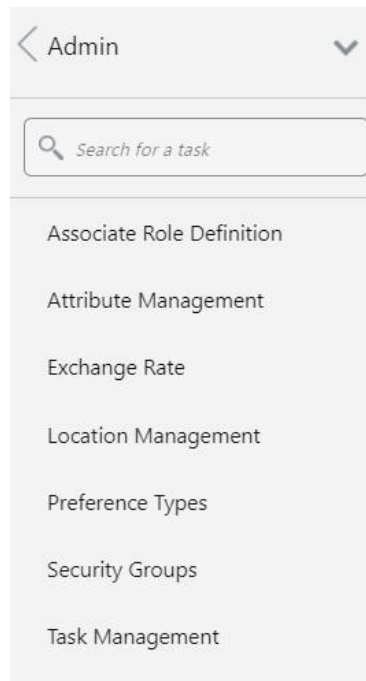 Admin
Search for a task
Associate Role Definition
Attribute Management
Exchange Rate
Location Management
Preference Types
Security Groups
Task Management